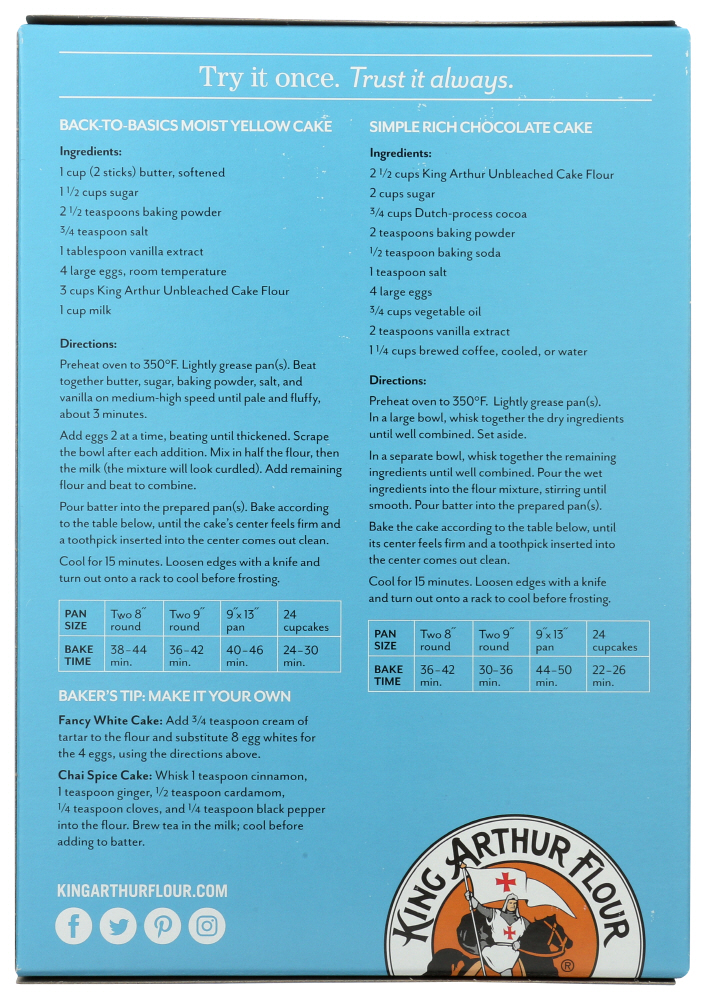 Try it once. Trust it always.
BACK-TO-BASICS MOIST YELLOW CAKE
Ingredients:
1 cup (2 sticks) butter, softened
1 1/2 cups sugar
2 1/2 teaspoons baking powder
3/4 teaspoon salt
1 tablespoon vanilla extract
4 large eggs, room temperature
3 cups King Arthur Unbleached Cake Flour
1 cup milk
Directions:
Preheat oven to 350°F. Lightly grease pan(s). Beat
together butter, sugar, baking powder, salt, and
vanilla on medium-high speed until pale and fluffy,
about 3 minutes.
Add eggs 2 at a time, beating until thickened. Scrape
the bowl after each addition. Mix in half the flour, then
the milk (the mixture will look curdled). Add remaining
flour and beat to combine.
Pour batter into the prepared pan(s). Bake according
to the table below, until the cake's center feels firm and
a toothpick inserted into the center comes out clean.
Cool for 15 minutes. Loosen edges with a knife and
turn out onto a rack to cool before frosting.
PAN SIZE Two 8″ round Two 9″ round 9″x 13″ pan 24 cupcakes
BAKE TIME 38–44 min. 36–42 min. 40–46 min. 24–30 min.
BAKER'S TIP: MAKE IT YOUR OWN
Fancy White Cake: Add 3/4 teaspoon cream of
tartar to the flour and substitute 8 egg whites for
the 4 eggs, using the directions above.
Chai Spice Cake: Whisk 1 teaspoon cinnamon,
1 teaspoon ginger, 1/2 teaspoon cardamom,
1/4 teaspoon cloves, and 1/4 teaspoon black pepper
into the flour. Brew tea in the milk; cool before
adding to batter.
KINGARTHURFLOUR.COM
SIMPLE RICH CHOCOLATE CAKE
Ingredients:
2 1/2 cups King Arthur Unbleached Cake Flour
2 cups sugar
3/4 cups Dutch-process cocoa
2 teaspoons baking powder
1/2 teaspoon baking soda
1 teaspoon salt
4 large eggs
3/4 cups vegetable oil
2 teaspoons vanilla extract
1 1/4 cups brewed coffee, cooled, or water
Directions:
Preheat oven to 350°F. Lightly grease pan(s).
In a large bowl, whisk together the dry ingredients
until well combined. Set aside.
In a separate bowl, whisk together the remaining
ingredients until well combined. Pour the wet
ingredients into the flour mixture, stirring until
smooth. Pour batter into the prepared pan(s).
Bake the cake according to the table below, until
its center feels firm and a toothpick inserted into
the center comes out clean.
Cool for 15 minutes. Loosen edges with a knife
and turn out onto a rack to cool before frosting.
PAN SIZE Two 8″ round Two 9″ round 9″x 13″ pan 24 cupcakes
BAKE TIME 36–42 min. 30–36 min. 44–50 min. 22–26 min.
KING ARTHUR FLOUR
®